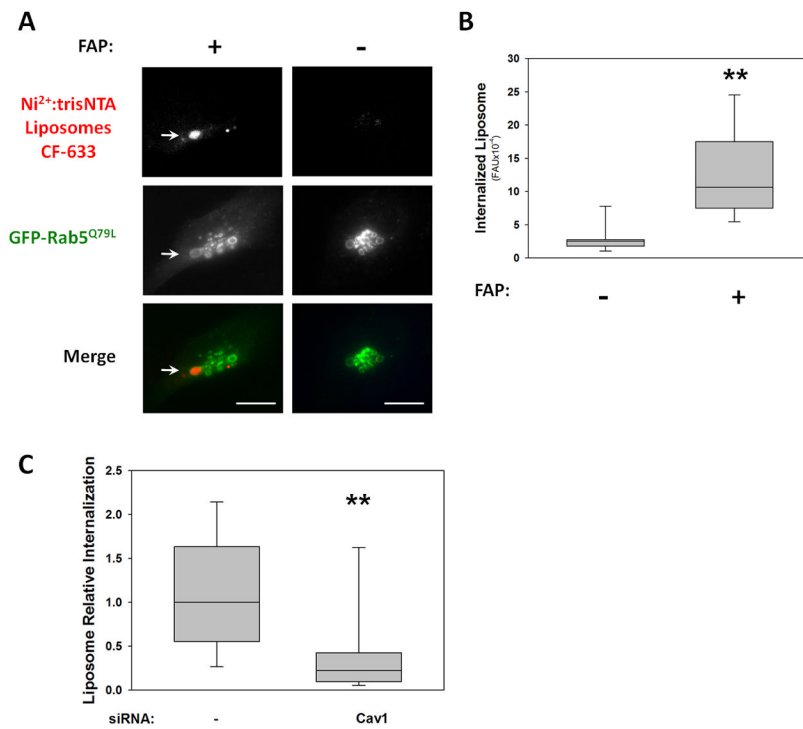 A
FAP: + -
Ni²⁺:trisNTA
Liposomes
CF-633
GFP-Rab5^Q79L
Merge
B
Internalized Liposome
(FAUx10⁻⁴)
30
25
20
15
10
5
0
**
FAP: - +
C
Liposome Relative Internalization
2.5
2.0
1.5
1.0
0.5
0.0
**
siRNA: - Cav1